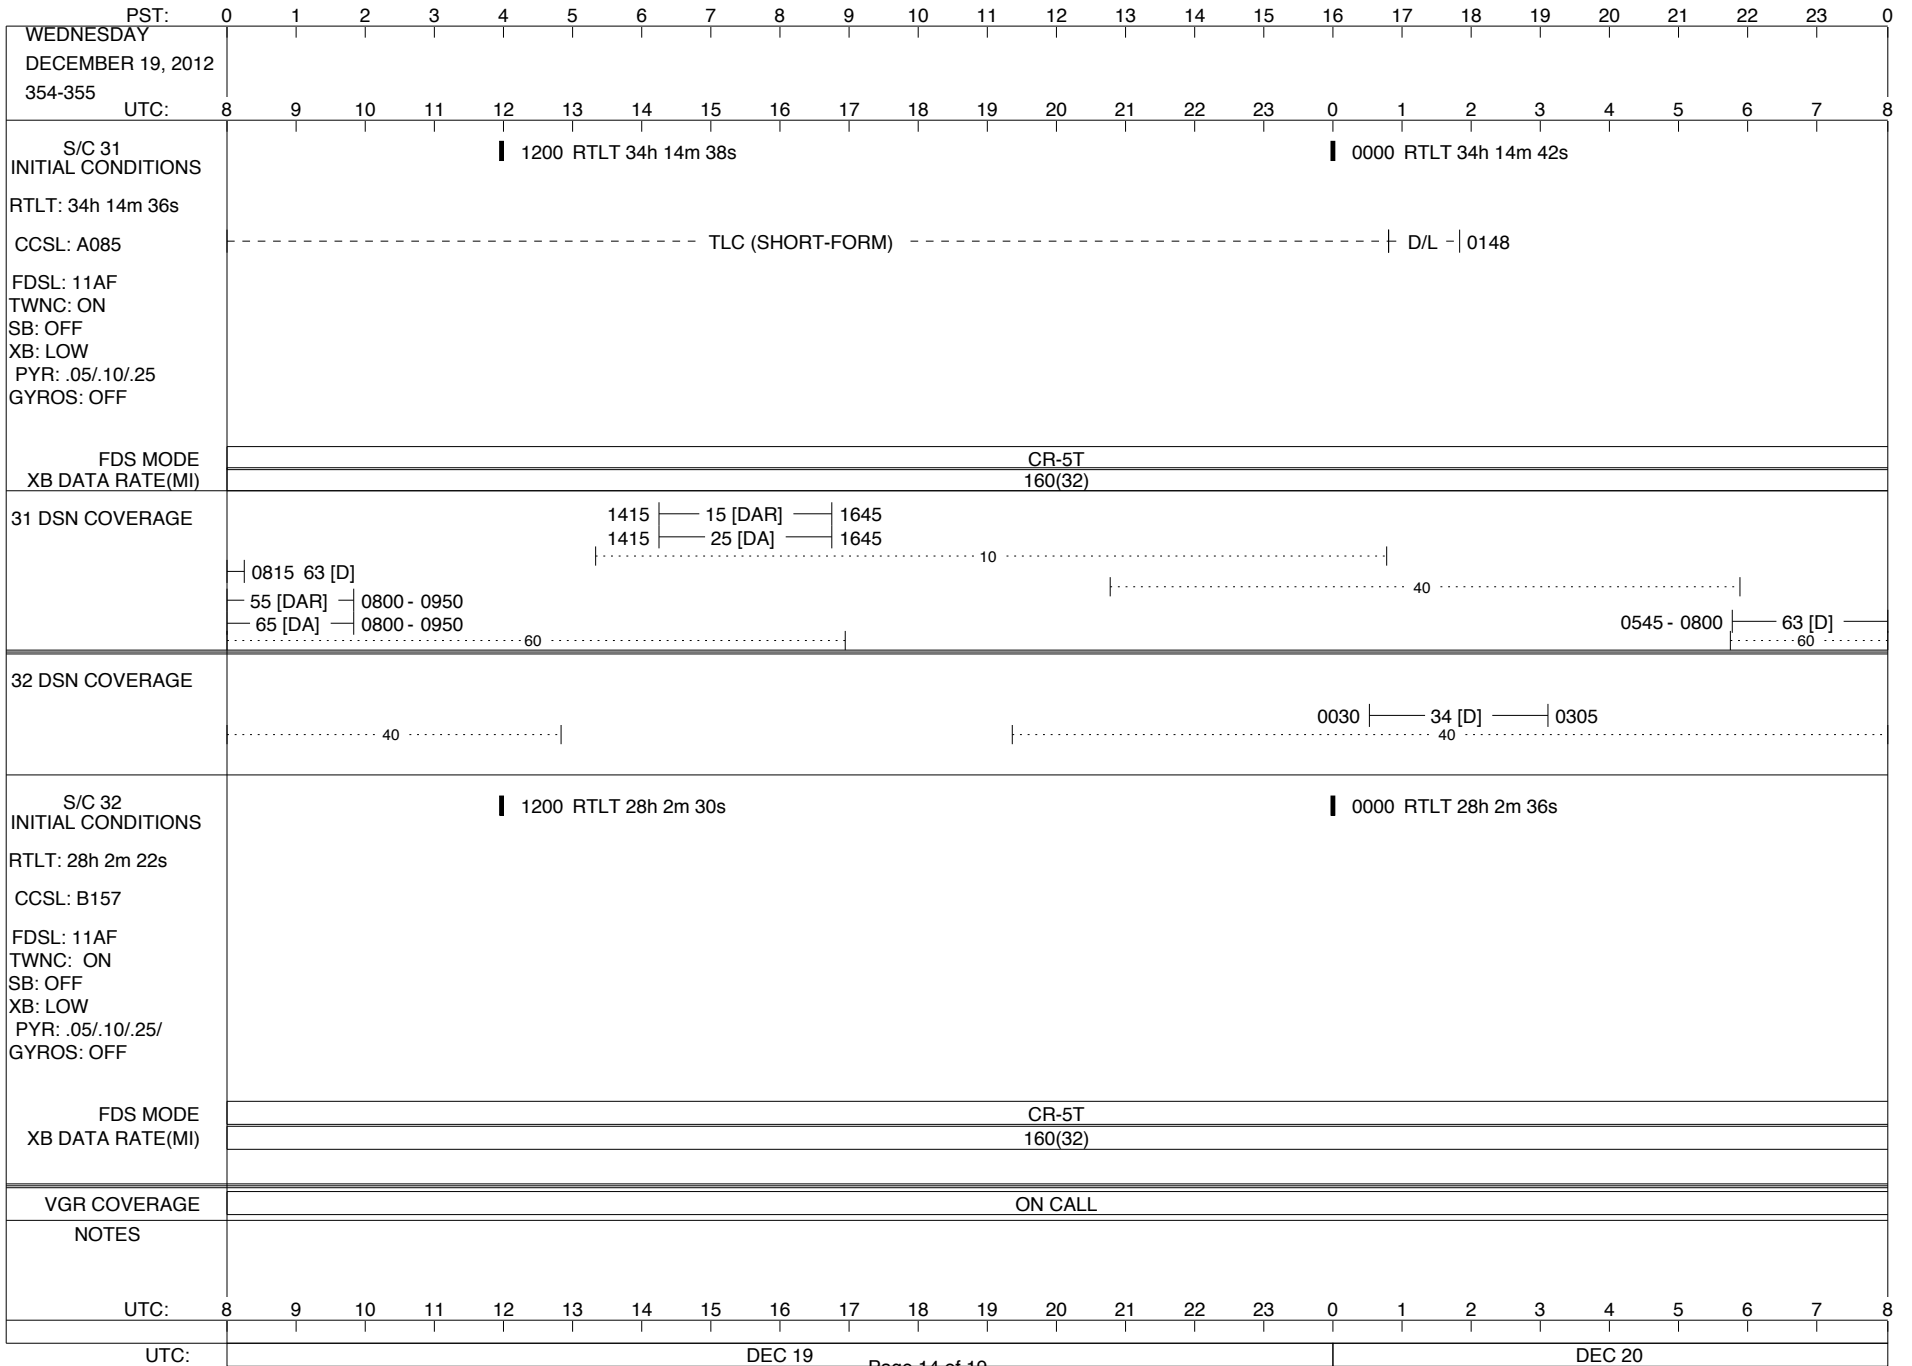 PST: 0 1 2 3 4 5 6 7 8 9 10 11 12 13 14 15 16 17 18 19 20 21 22 23 0
WEDNESDAY
DECEMBER 19, 2012
354-355
UTC: 8 9 10 11 12 13 14 15 16 17 18 19 20 21 22 23 0 1 2 3 4 5 6 7 8
S/C 31
INITIAL CONDITIONS
1200 RTLT 34h 14m 38s
0000 RTLT 34h 14m 42s
RTLT: 34h 14m 36s
CCSL: A085
TLC (SHORT-FORM)
D/L
0148
FDSL: 11AF
TWNC: ON
SB: OFF
XB: LOW
PYR: .05/.10/.25
GYROS: OFF
FDS MODE
CR-5T
XB DATA RATE(MI)
160(32)
31 DSN COVERAGE
1415 15 [DAR] 1645
1415 25 [DA] 1645
10
0815 63 [D]
40
55 [DAR] 0800 - 0950
65 [DA] 0800 - 0950
0545 - 0800 63 [D]
60
60
32 DSN COVERAGE
0030 34 [D] 0305
40
40
S/C 32
INITIAL CONDITIONS
1200 RTLT 28h 2m 30s
0000 RTLT 28h 2m 36s
RTLT: 28h 2m 22s
CCSL: B157
FDSL: 11AF
TWNC: ON
SB: OFF
XB: LOW
PYR: .05/.10/.25/
GYROS: OFF
FDS MODE
CR-5T
XB DATA RATE(MI)
160(32)
VGR COVERAGE
ON CALL
NOTES
UTC: 8 9 10 11 12 13 14 15 16 17 18 19 20 21 22 23 0 1 2 3 4 5 6 7 8
UTC:
DEC 19
DEC 20
Page 14 of 19